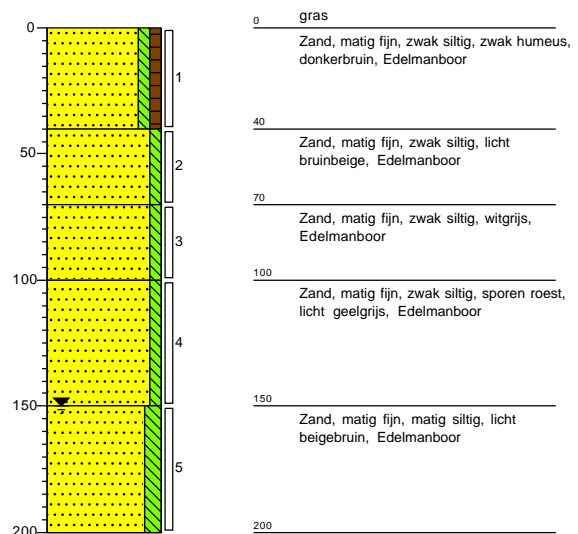 0
50
100
150
200
1
2
3
4
5
0
gras
Zand, matig fijn, zwak siltig, zwak humeus,
donkerbruin, Edelmanboor
40
Zand, matig fijn, zwak siltig, licht
bruinbeige, Edelmanboor
70
Zand, matig fijn, zwak siltig, witgrijs,
Edelmanboor
100
Zand, matig fijn, zwak siltig, sporen roest,
licht geelgrijs, Edelmanboor
150
Zand, matig fijn, matig siltig, licht
beigebruin, Edelmanboor
200